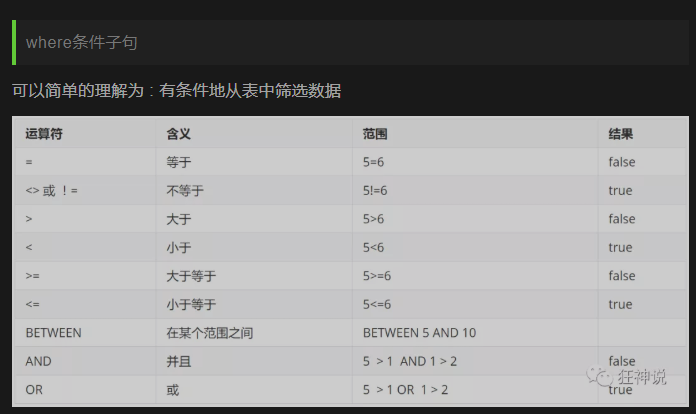 where条件子句
可以简单的理解为 : 有条件地从表中筛选数据
运算符 含义 范围 结果
= 等于 5=6 false
<> 或 ! = 不等于 5!=6 true
> 大于 5>6 false
< 小于 5<6 true
>= 大于等于 5>=6 false
<= 小于等于 5<=6 true
BETWEEN 在某个范围之间 BETWEEN 5 AND 10
AND 并且 5 > 1 AND 1 > 2 false
OR 或 5 > 1 OR 1 > 2 true
狂神说